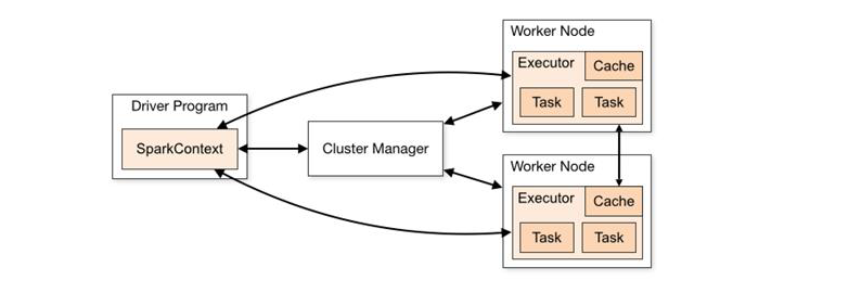 Driver Program
SparkContext
Cluster Manager
Worker Node
Executor
Cache
Task
Task
Worker Node
Executor
Cache
Task
Task